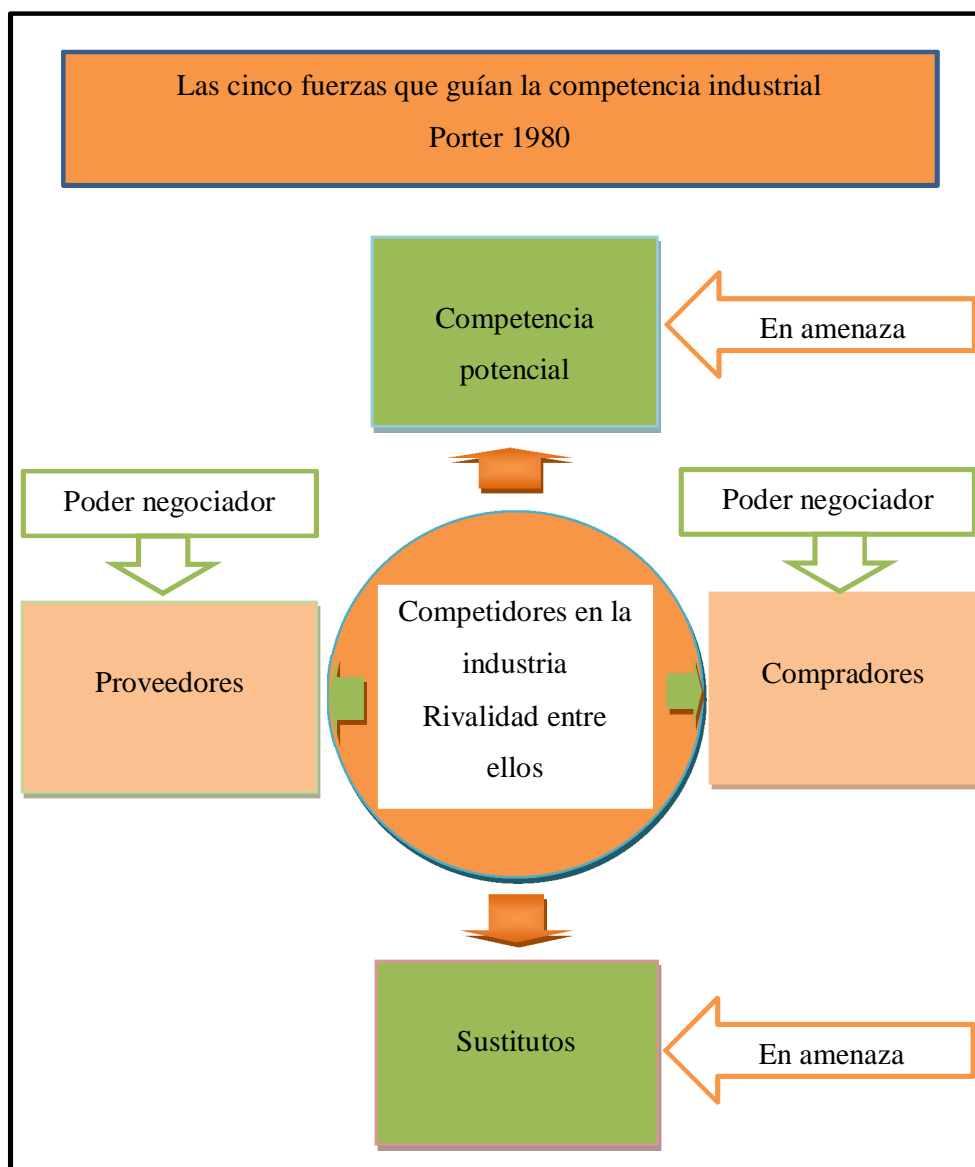 Las cinco fuerzas que guían la competencia industrial
Porter 1980
Competencia
potencial
En amenaza
Poder negociador
Poder negociador
Proveedores
Competidores en la
industria
Rivalidad entre
ellos
Compradores
Sustitutos
En amenaza